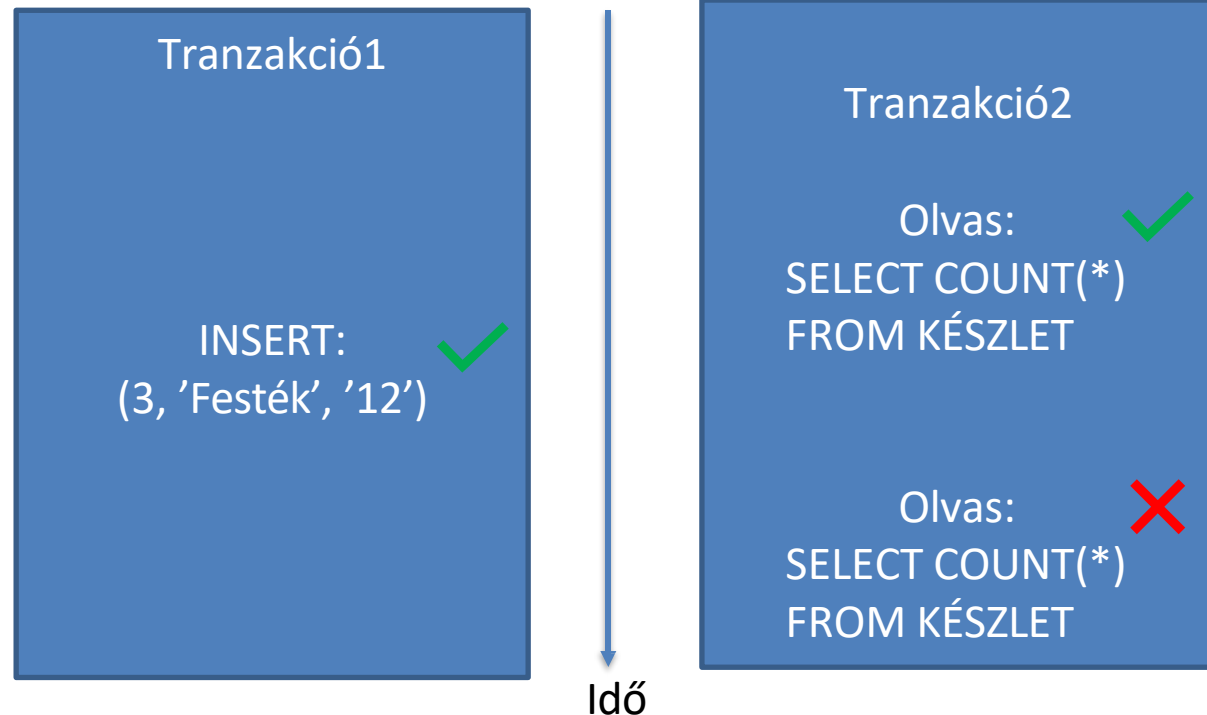 Tranzakció1
INSERT:
(3, ’Festék’, ’12’)
Idő
Tranzakció2
Olvas:
SELECT COUNT(*)
FROM KÉSZLET
Olvas:
SELECT COUNT(*)
FROM KÉSZLET